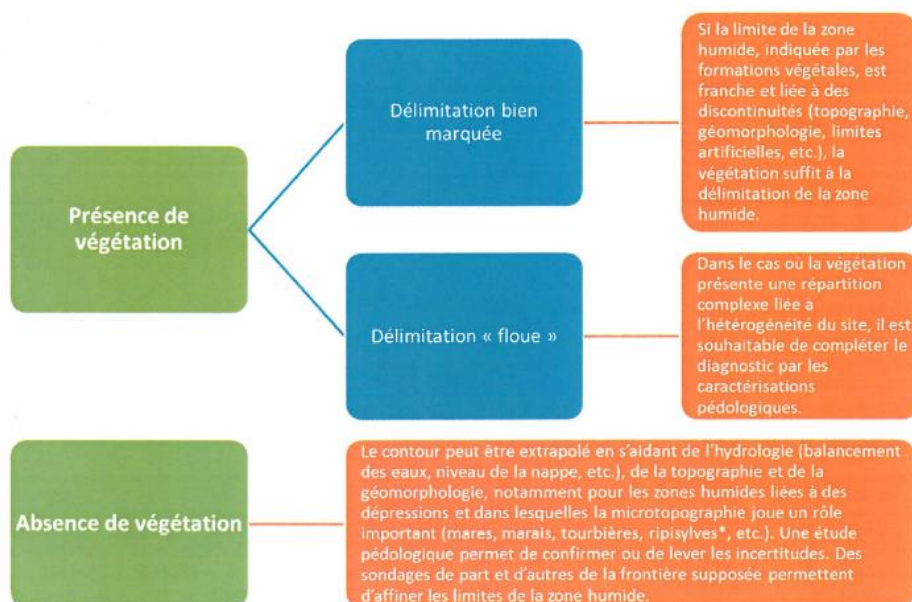 Présence de
végétation
Délimitation bien
marquée
Si la limite de la zone
humide, indiquée par les
formations végétales, est
franche et liée à des
discontinuités (topographie,
géomorphologie, limites
artificielles, etc.), la
végétation suffit à la
délimitation de la zone
humide.
Délimitation « floue »
Dans le cas où la végétation
présente une répartition
complexe liée à
l'hétérogénéité du site, il est
souhaitable de compléter le
diagnostic par les
caractérisations
pédologiques.
Absence de végétation
Le contour peut être extrapolé en s'aidant de l'hydrologie (balancement
des eaux, niveau de la nappe, etc.), de la topographie et de la
géomorphologie, notamment pour les zones humides liées à des
dépressions et dans lesquelles la microtopographie joue un rôle
important (mares, marais, tourbières, ripisylves*, etc.). Une étude
pédologique permet de confirmer ou de lever les incertitudes. Des
sondages de part et d'autres de la frontière supposée permettent
d'affiner les limites de la zone humide.